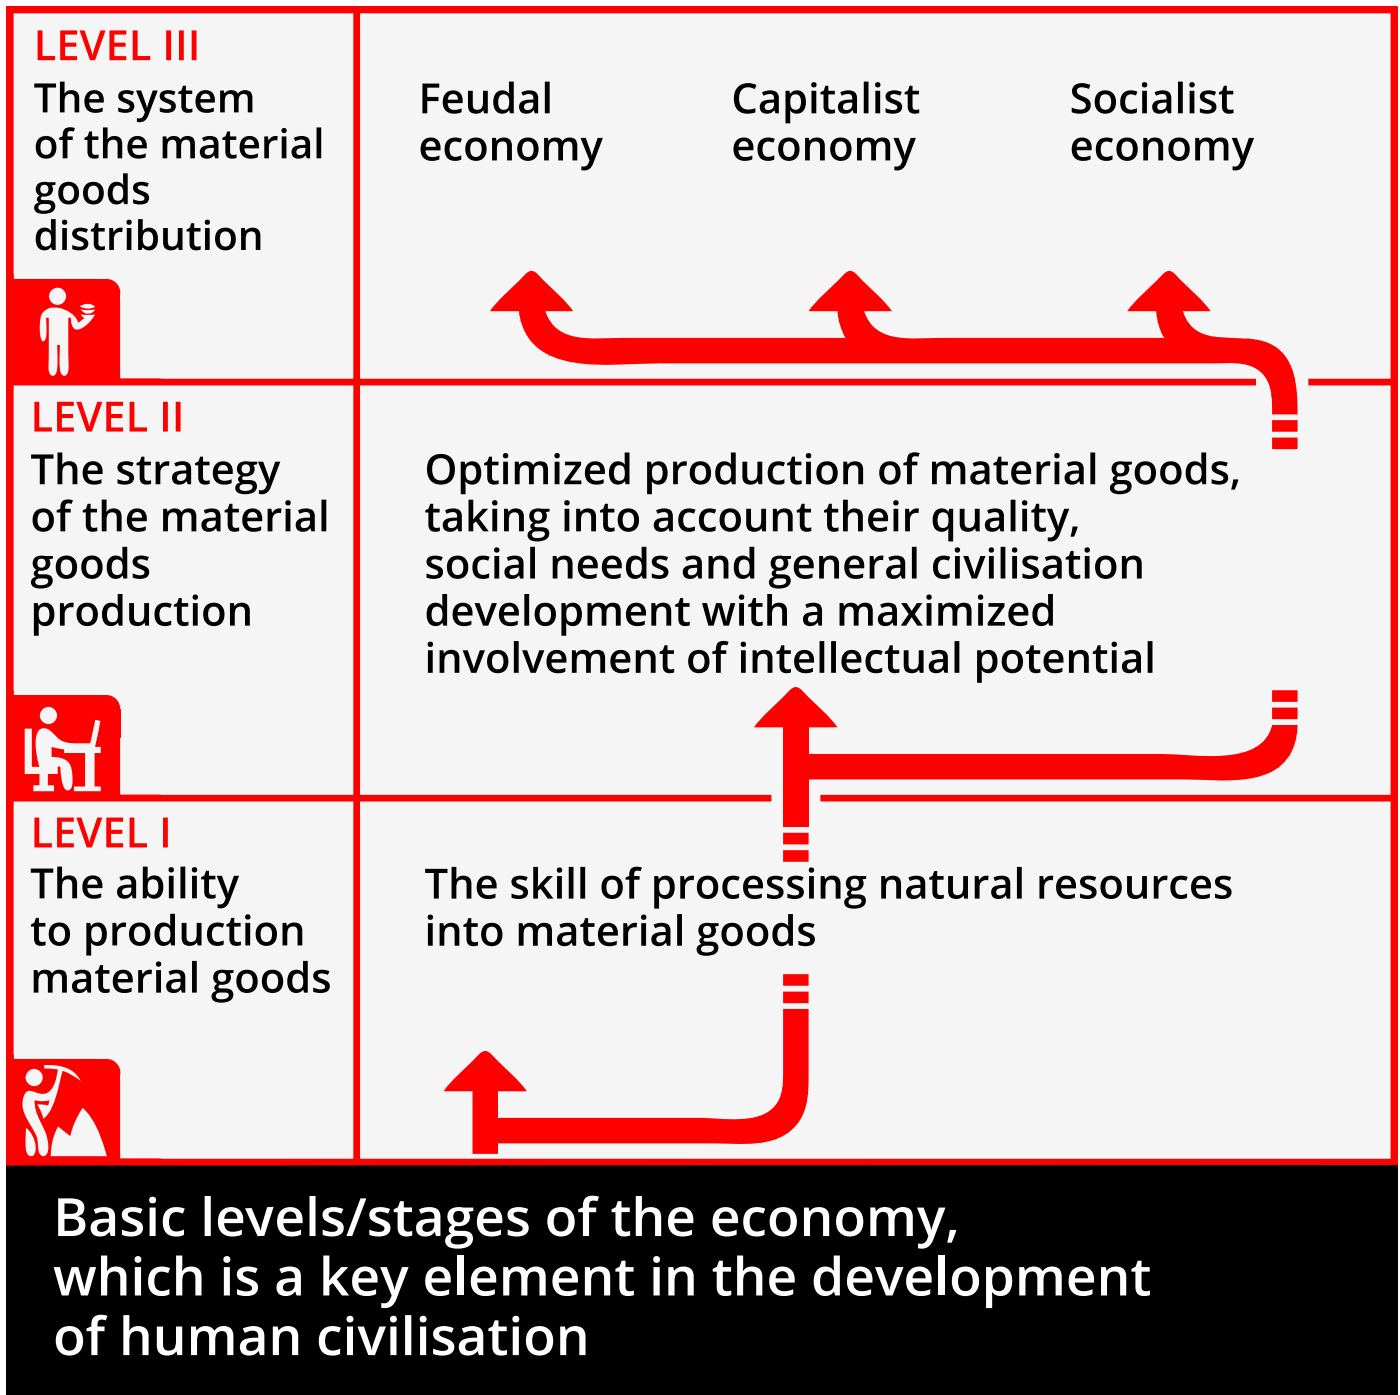 LEVEL III
The system
of the material
goods
distribution
Feudal
economy
Capitalist
economy
Socialist
economy
LEVEL II
The strategy
of the material
goods
production
Optimized production of material goods,
taking into account their quality,
social needs and general civilisation
development with a maximized
involvement of intellectual potential
LEVEL I
The ability
to production
material goods
The skill of processing natural resources
into material goods
Basic levels/stages of the economy,
which is a key element in the development
of human civilisation